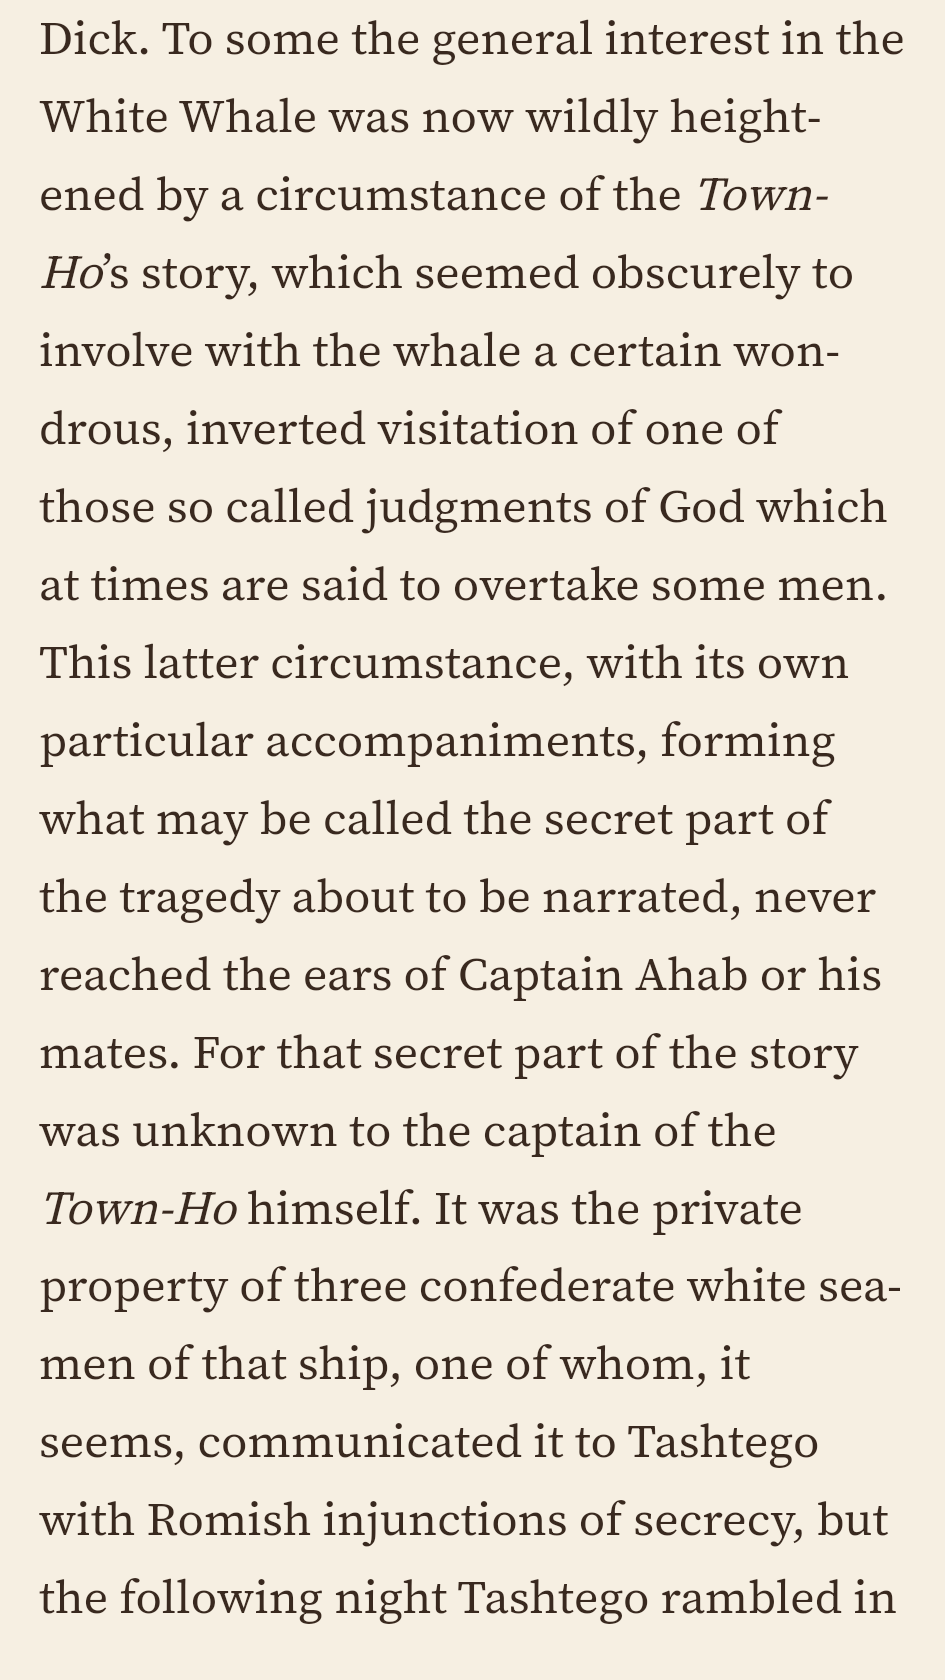 Dick. To some the general interest in the
White Whale was now wildly height-
ened by a circumstance of the Town-
Ho’s story, which seemed obscurely to
involve with the whale a certain won-
drous, inverted visitation of one of
those so called judgments of God which
at times are said to overtake some men.
This latter circumstance, with its own
particular accompaniments, forming
what may be called the secret part of
the tragedy about to be narrated, never
reached the ears of Captain Ahab or his
mates. For that secret part of the story
was unknown to the captain of the
Town-Ho himself. It was the private
property of three confederate white sea-
men of that ship, one of whom, it
seems, communicated it to Tashtego
with Romish injunctions of secrecy, but
the following night Tashtego rambled in